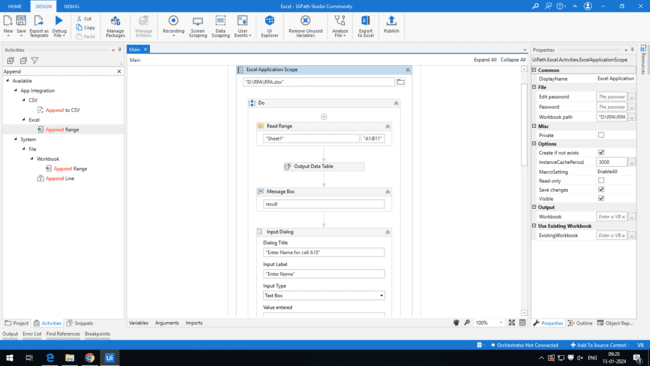 HOME
DESIGN
DEBUG
Excel - UiPath Studio Community
New
Save
Export as Template
Debug File
Cut
Copy
Paste
Manage Packages
Manage Entities
Recording
Screen Scraping
Data Scraping
User Events
UI Explorer
Remove Unused Variables
Analyze File
Export to Excel
Publish
Activities
Append
Available
App Integration
CSV
Append to CSV
Excel
Append Range
System
File
Workbook
Append Range
Append Line
Project
Activities
Snippets
Main
Main
Expand All
Collapse All
Excel Application Scope
"D:\RPA\RPA.xlsx"
Do
Read Range
"Sheet1"
"A1:B11"
Output Data Table
Message Box
result
Input Dialog
Dialog Title
"Enter Name for cell A10"
Input Label
"Enter Name"
Input Type
Text Box
Value entered
Variables
Arguments
Imports
100%
Properties
UiPath.Excel.Activities.ExcelApplicationScope
Common
DisplayName
Excel Application
File
Edit password
The passwor
Password
The passwor
Workbook path
"D:\RPA\RPA
Misc
Private
Options
Create if not exists
InstanceCachePeriod
3000
MacroSetting
EnableAll
Read-only
Save changes
Visible
Output
Workbook
Enter a VB e
Use Existing Workbook
ExistingWorkbook
Enter a VB e
Properties
Outline
Object Rep...
Resources
Output
Error List
Find References
Breakpoints
Orchestrator Not Connected
Add To Source Control
VB
ENG
09:20
13-01-2024